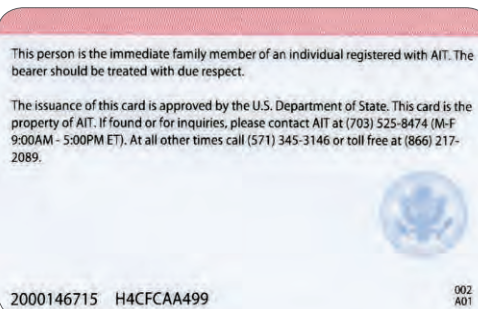 This person is the immediate family member of an individual registered with AIT. The
bearer should be treated with due respect.
The issuance of this card is approved by the U.S. Department of State. This card is the
property of AIT. If found or for inquiries, please contact AIT at (703) 525-8474 (M-F
9:00AM - 5:00PM ET). At all other times call (571) 345-3146 or toll free at (866) 217-
2089.
2000146715 H4CFCAA499
002
A01